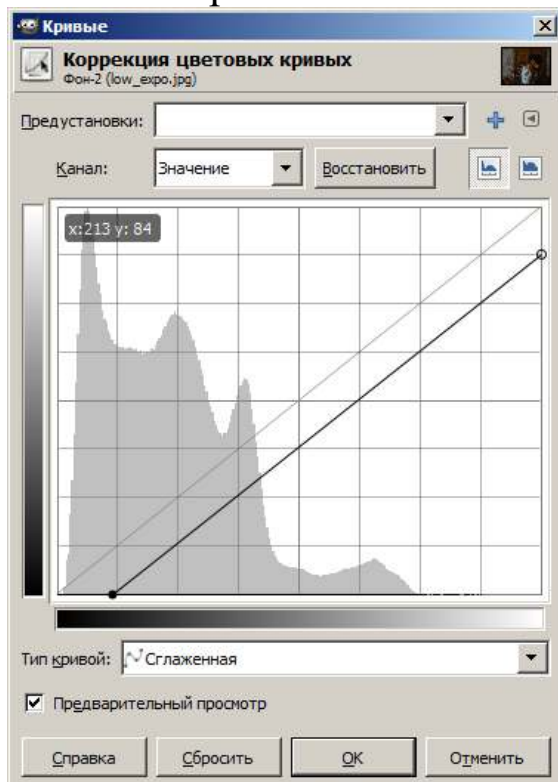 Кривые
Коррекция цветовых кривых
Фон-2 (low_expo.jpg)
Предустановки:
Канал: Значение Восстановить
x:213 y: 84
Тип кривой: Сглаженная
Предварительный просмотр
Справка Сбросить OK Отменить